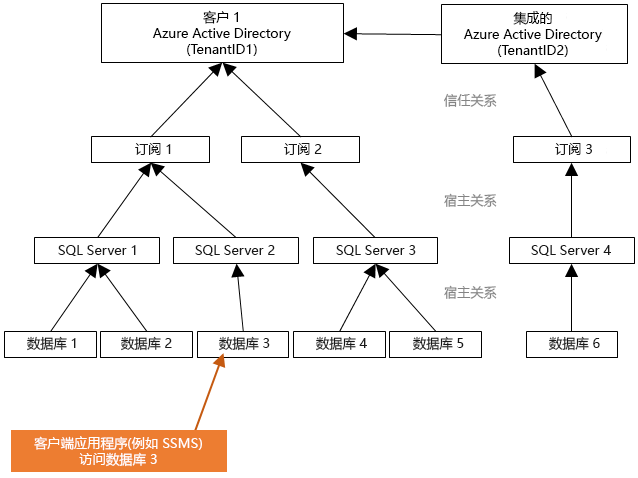 客户 1
Azure Active Directory
(TenantID1)
集成的
Azure Active Directory
(TenantID2)
信任关系
订阅 1
订阅 2
订阅 3
宿主关系
SQL Server 1
SQL Server 2
SQL Server 3
SQL Server 4
宿主关系
数据库 1
数据库 2
数据库 3
数据库 4
数据库 5
数据库 6
客户端应用程序(例如 SSMS)
访问数据库 3